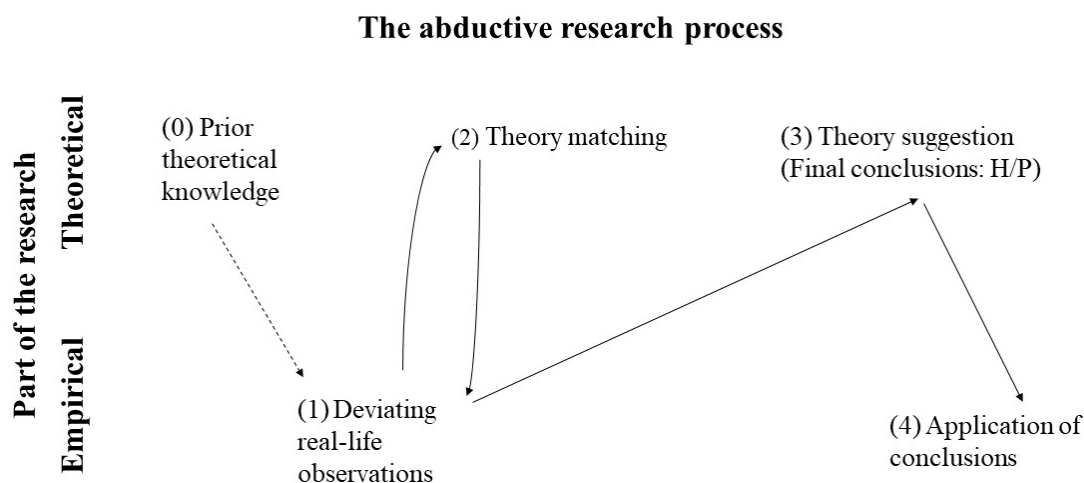 The abductive research process
Part of the research
Theoretical
Empirical
(0) Prior
theoretical
knowledge
(2) Theory matching
(3) Theory suggestion
(Final conclusions: H/P)
(1) Deviating
real-life
observations
(4) Application of
conclusions